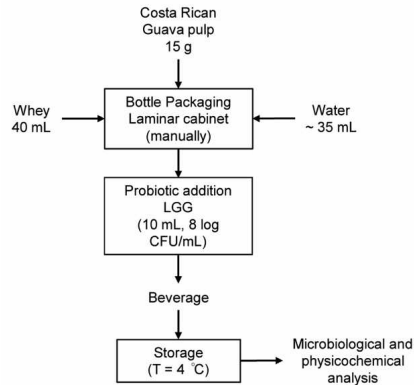 Costa Rican
Guava pulp
15 g
Whey
40 mL
Bottle Packaging
Laminar cabinet
(manually)
Water
~ 35 mL
Probiotic addition
LGG
(10 mL, 8 log
CFU/mL)
Beverage
Storage
(T = 4 °C)
Microbiological and
physicochemical
analysis